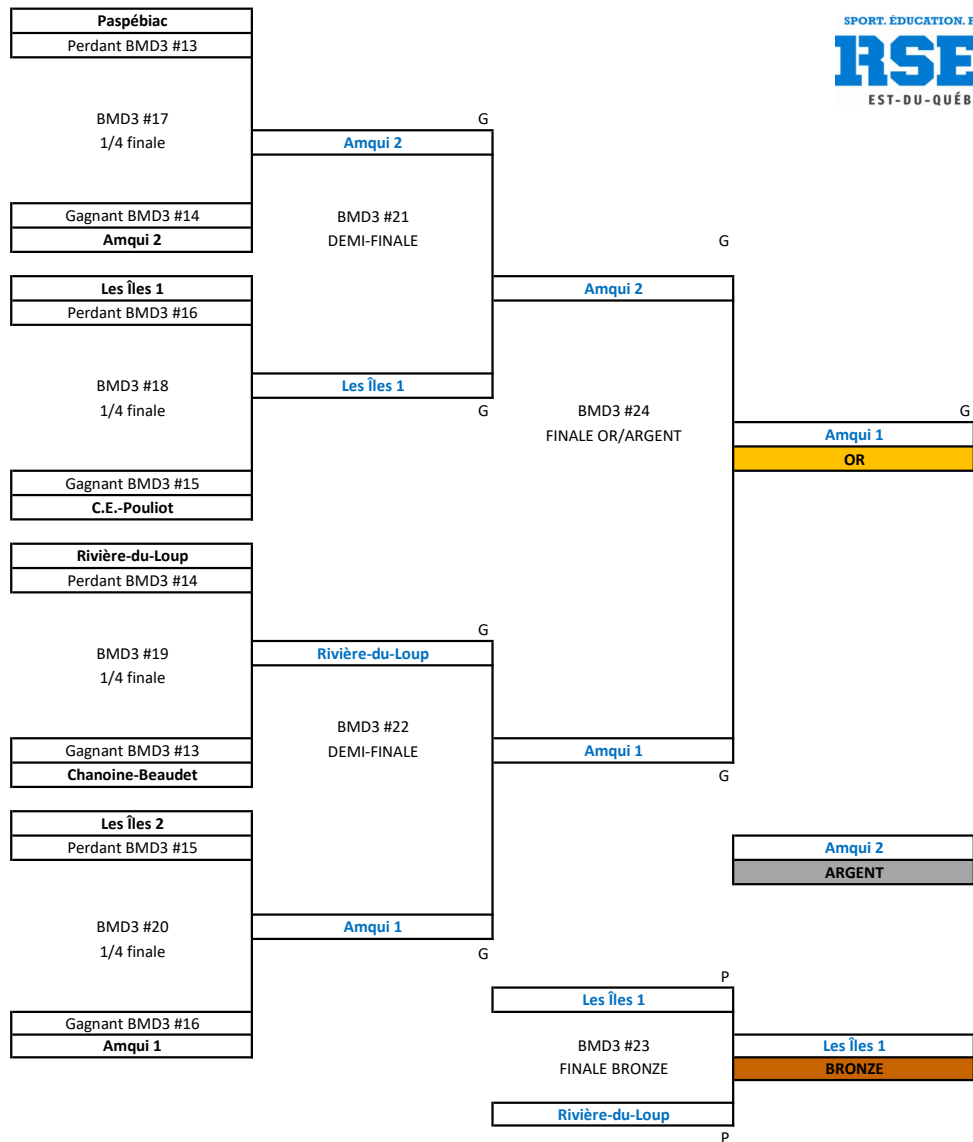 Paspébiac
Perdant BMD3 #13
BMD3 #17
1/4 finale
Gagnant BMD3 #14
Amqui 2
Les Îles 1
Perdant BMD3 #16
BMD3 #18
1/4 finale
Gagnant BMD3 #15
C.E.-Pouliot
Rivière-du-Loup
Perdant BMD3 #14
BMD3 #19
1/4 finale
Gagnant BMD3 #13
Chanoine-Beaudet
Les Îles 2
Perdant BMD3 #15
BMD3 #20
1/4 finale
Gagnant BMD3 #16
Amqui 1
G
Amqui 2
BMD3 #21
DEMI-FINALE
Les Îles 1
G
G
Rivière-du-Loup
BMD3 #22
DEMI-FINALE
Amqui 1
G
G
Amqui 2
BMD3 #24
FINALE OR/ARGENT
Amqui 1
G
P
Les Îles 1
BMD3 #23
FINALE BRONZE
Rivière-du-Loup
P
SPORT. ÉDUCATION.
RSE
EST-DU-QUÉB
G
Amqui 1
OR
Amqui 2
ARGENT
Les Îles 1
BRONZE